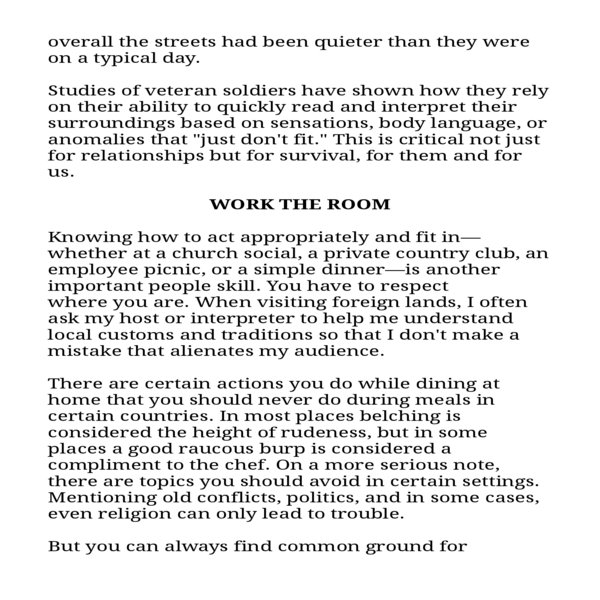 overall the streets had been quieter than they were
on a typical day.
Studies of veteran soldiers have shown how they rely
on their ability to quickly read and interpret their
surroundings based on sensations, body language, or
anomalies that "just don't fit." This is critical not just
for relationships but for survival, for them and for
us.
WORK THE ROOM
Knowing how to act appropriately and fit in—
whether at a church social, a private country club, an
employee picnic, or a simple dinner—is another
important people skill. You have to respect
where you are. When visiting foreign lands, I often
ask my host or interpreter to help me understand
local customs and traditions so that I don't make a
mistake that alienates my audience.
There are certain actions you do while dining at
home that you should never do during meals in
certain countries. In most places belching is
considered the height of rudeness, but in some
places a good raucous burp is considered a
compliment to the chef. On a more serious note,
there are topics you should avoid in certain settings.
Mentioning old conflicts, politics, and in some cases,
even religion can only lead to trouble.
But you can always find common ground for